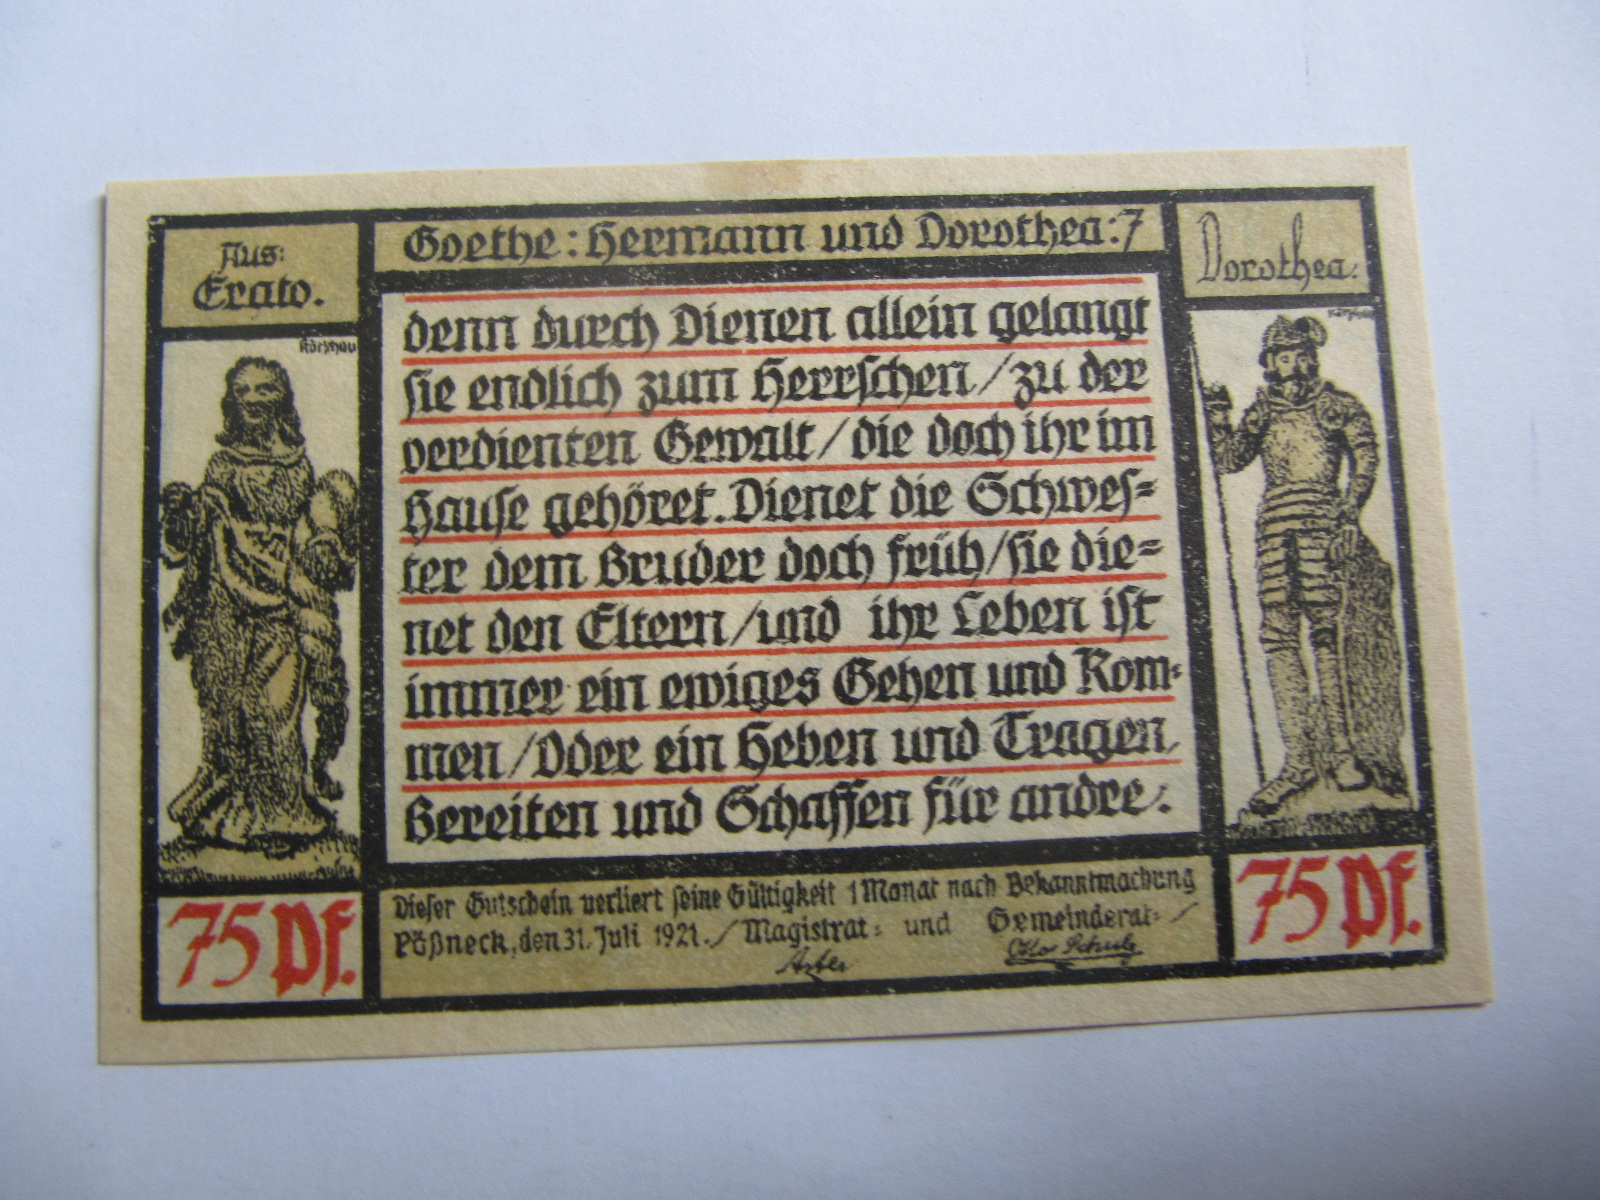 Aus:
Erato.
Goethe: Hermann und Dorothea: 7
Dorothea:
denn durch Dienen allein gelangt
sie endlich zum Herrschen / zu der
verdienten Gewalt / die doch ihr im
Hause gehöret. Dienet die Schwes=
ter dem Bruder doch früh / sie die=
net den Eltern / und ihr Leben ist
immer ein ewiges Gehen und Kom=
men / Oder ein Heben und Tragen,
Bereiten und Schaffen für andre.
75 Pf.
Dieser Gutschein verliert seine Gültigkeit 1 Monat nach Bekanntmachung
Pößneck, den 31. Juli 1921. / Magistrat= und Gemeinderat= /
75 Pf.